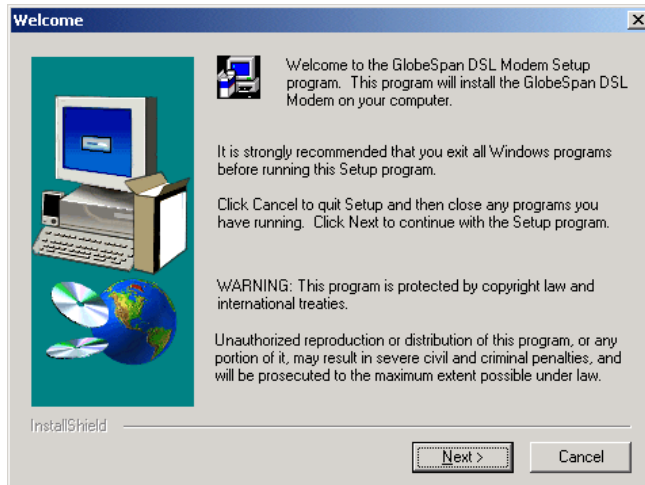 Welcome
Welcome to the GlobeSpan DSL Modem Setup
program. This program will install the GlobeSpan DSL
Modem on your computer.
It is strongly recommended that you exit all Windows programs
before running this Setup program.
Click Cancel to quit Setup and then close any programs you
have running. Click Next to continue with the Setup program.
WARNING: This program is protected by copyright law and
international treaties.
Unauthorized reproduction or distribution of this program, or any
portion of it, may result in severe civil and criminal penalties, and
will be prosecuted to the maximum extent possible under law.
InstallShield
Next >
Cancel